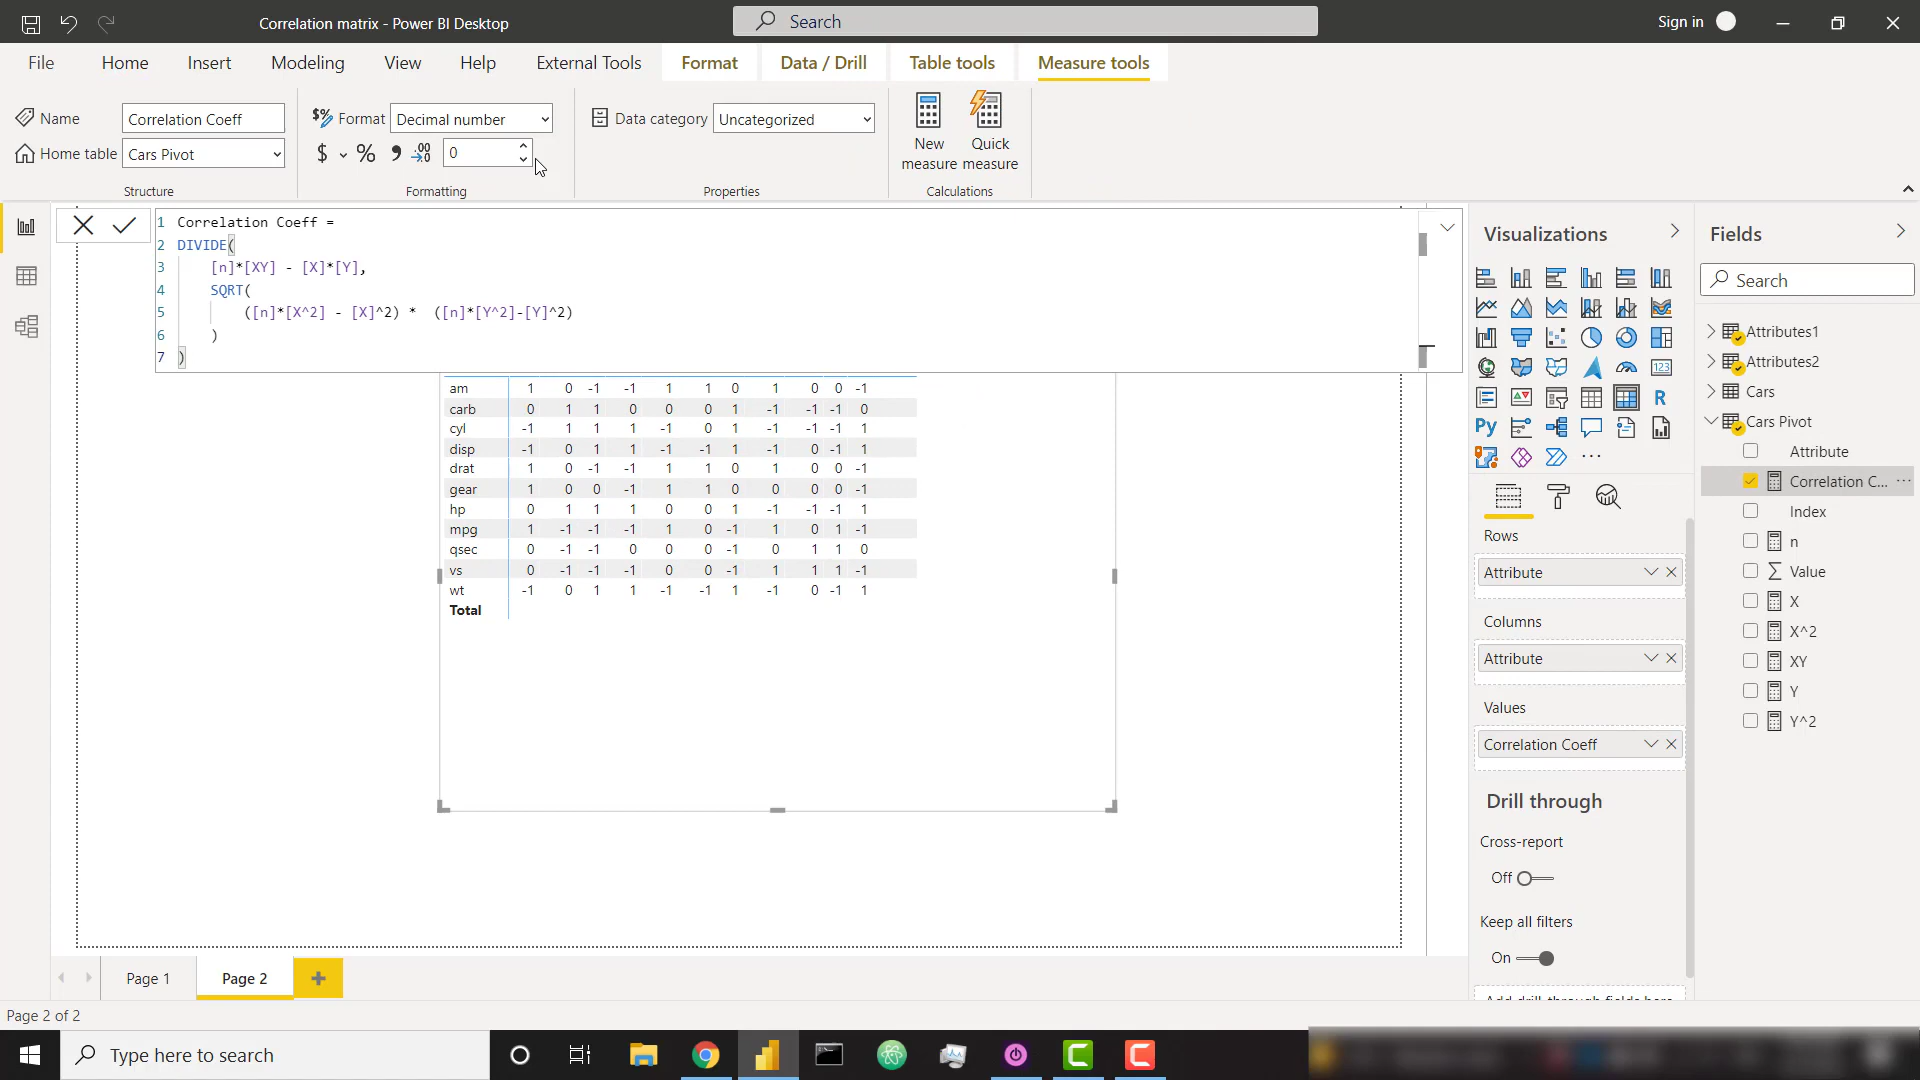 Correlation matrix - Power BI Desktop
Search
Sign in
File Home Insert Modeling View Help External Tools Format Data / Drill Table tools Measure tools
Name Correlation Coeff
Home table Cars Pivot
Structure
Format Decimal number
$ % , .00 0
Formatting
Data category Uncategorized
Properties
New measure
Quick measure
Calculations
1 Correlation Coeff =
2 DIVIDE(
3 [n]*[XY] - [X]*[Y],
4 SQRT(
5 ([n]*[X^2] - [X]^2) * ([n]*[Y^2]-[Y]^2)
6 )
7 )
am 1 0 -1 -1 1 1 0 1 0 0 -1
carb 0 1 1 0 0 0 1 -1 -1 -1 0
cyl -1 1 1 1 -1 0 1 -1 -1 -1 1
disp -1 0 1 1 -1 -1 1 -1 0 -1 1
drat 1 0 -1 -1 1 1 0 1 0 0 -1
gear 1 0 0 -1 1 1 0 0 0 0 -1
hp 0 1 1 1 0 0 1 -1 -1 -1 1
mpg 1 -1 -1 -1 1 0 -1 1 0 1 -1
qsec 0 -1 -1 0 0 0 -1 0 1 1 0
vs 0 -1 -1 -1 0 0 -1 1 1 1 -1
wt -1 0 1 1 -1 -1 1 -1 0 -1 1
Total
Visualizations
123
R
Py
Rows
Attribute
Columns
Attribute
Values
Correlation Coeff
Drill through
Cross-report
Off
Keep all filters
On
Fields
Search
Attributes1
Attributes2
Cars
Cars Pivot
Attribute
Correlation C... ...
Index
n
Value
X
X^2
XY
Y
Y^2
Page 1 Page 2 +
Page 2 of 2
Type here to search